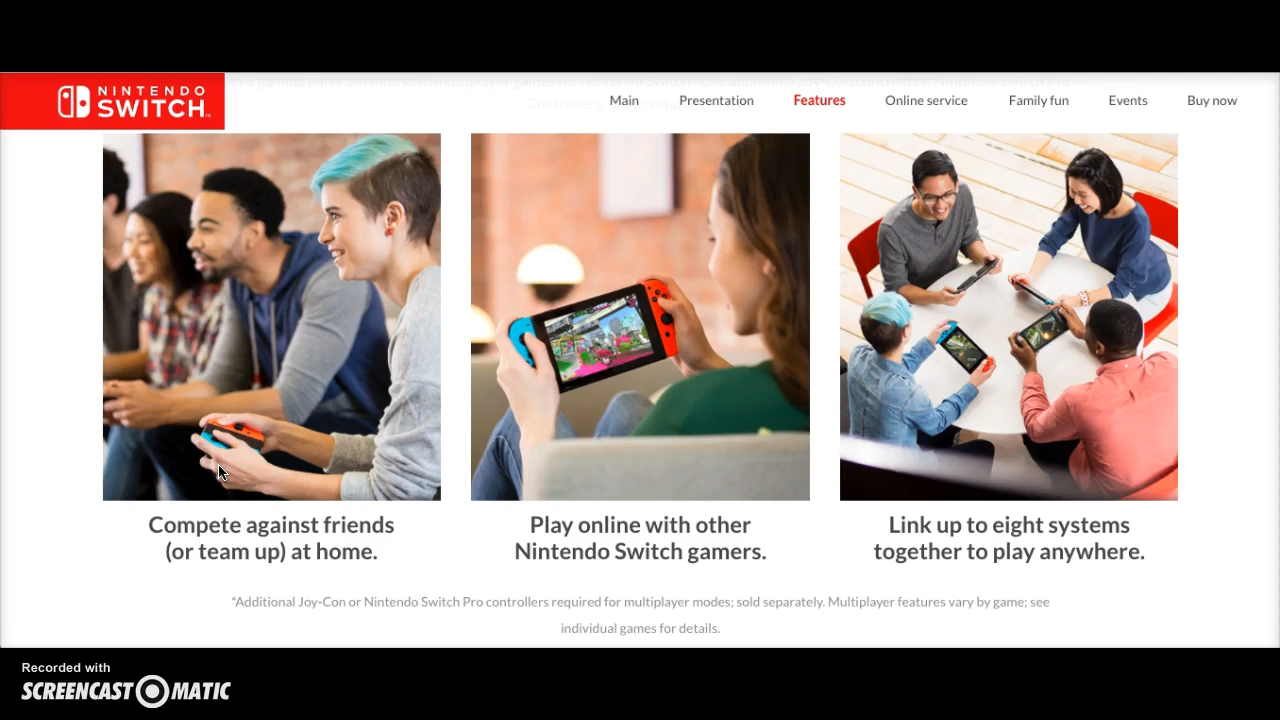 NINTENDO
SWITCH
Main Presentation Features Online service Family fun Events Buy now
Compete against friends
(or team up) at home.
Play online with other
Nintendo Switch gamers.
Link up to eight systems
together to play anywhere.
*Additional Joy-Con or Nintendo Switch Pro controllers required for multiplayer modes; sold separately. Multiplayer features vary by game; see
individual games for details.
Recorded with
SCREENCAST MATIC